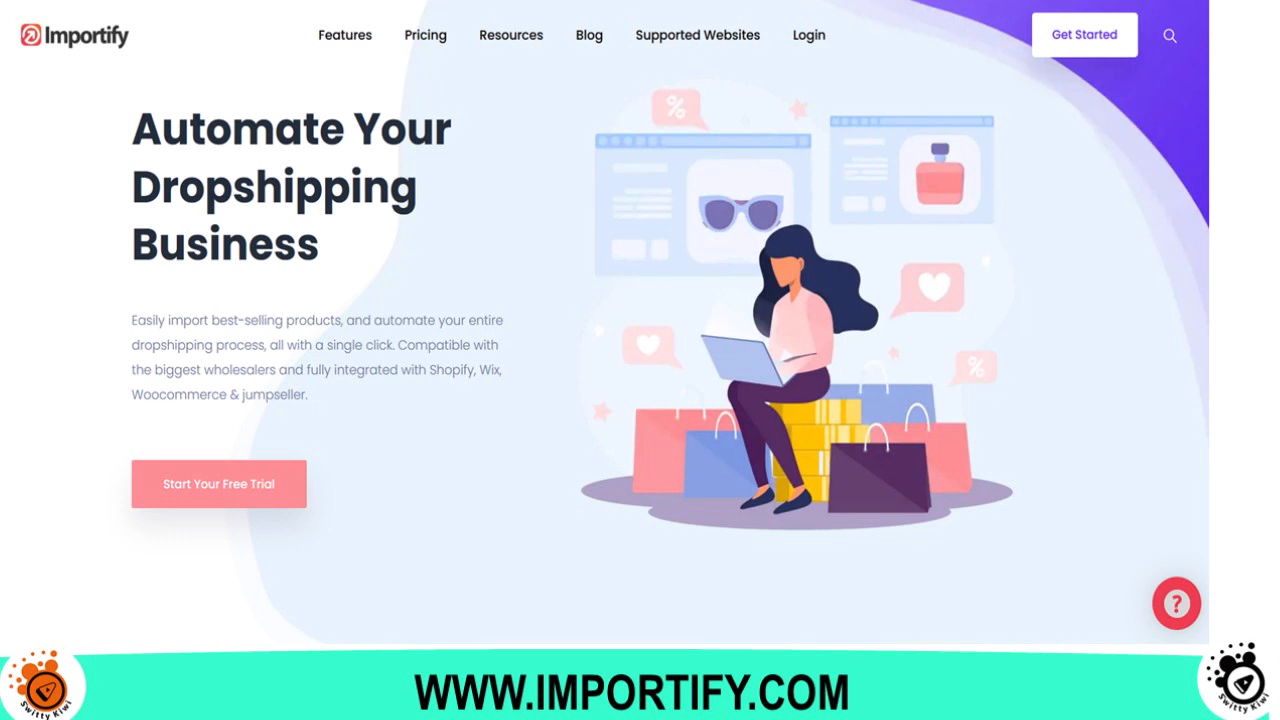 Importify
Features Pricing Resources Blog Supported Websites Login
Get Started
Automate Your
Dropshipping
Business
Easily import best-selling products, and automate your entire
dropshipping process, all with a single click. Compatible with
the biggest wholesalers and fully integrated with Shopify, Wix,
Woocommerce & jumpseller.
Start Your Free Trial
%
%
?
Switty Kiwi
WWW.IMPORTIFY.COM
Switty Kiwi